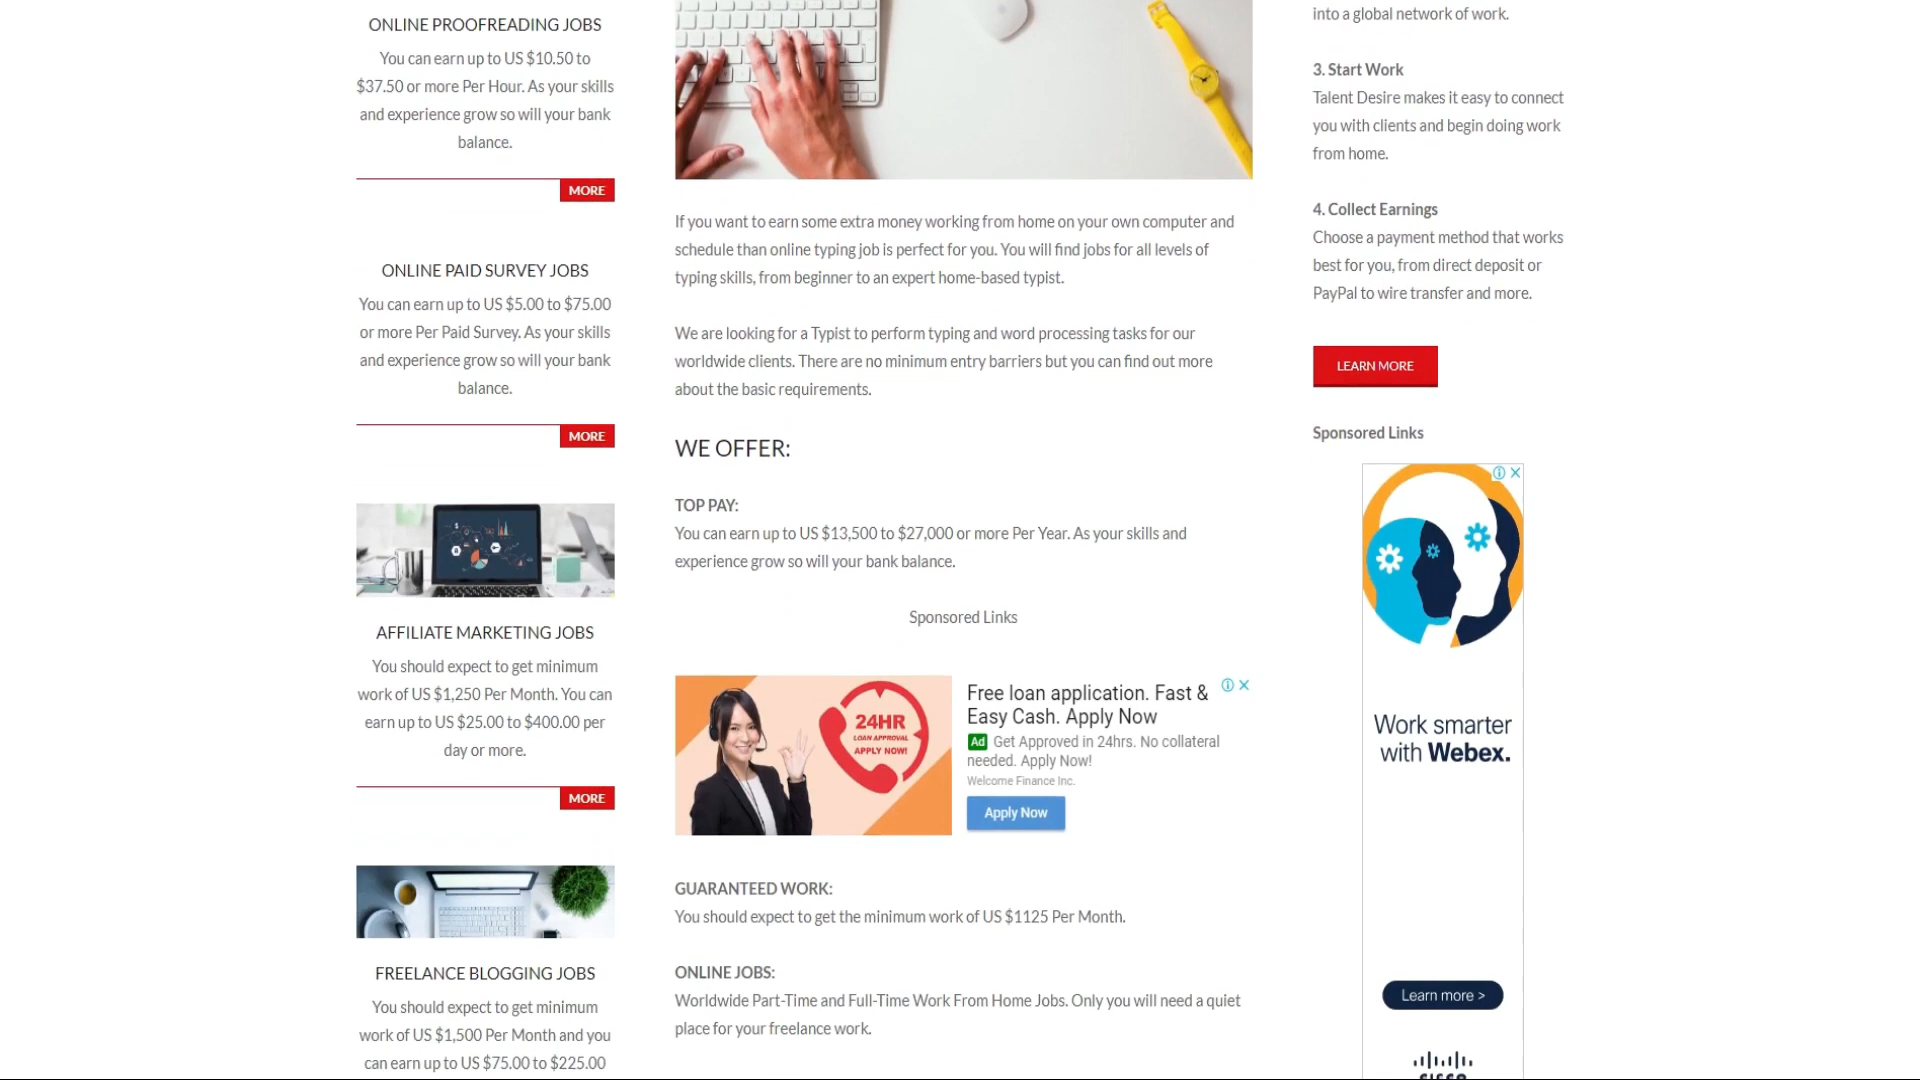 ONLINE PROOFREADING JOBS
You can earn up to US $10.50 to
$37.50 or more Per Hour. As your skills
and experience grow so will your bank
balance.
MORE
ONLINE PAID SURVEY JOBS
You can earn up to US $5.00 to $75.00
or more Per Paid Survey. As your skills
and experience grow so will your bank
balance.
MORE
AFFILIATE MARKETING JOBS
You should expect to get minimum
work of US $1,250 Per Month. You can
earn up to US $25.00 to $400.00 per
day or more.
MORE
FREELANCE BLOGGING JOBS
You should expect to get minimum
work of US $1,500 Per Month and you
can earn up to US $75.00 to $225.00
If you want to earn some extra money working from home on your own computer and
schedule than online typing job is perfect for you. You will find jobs for all levels of
typing skills, from beginner to an expert home-based typist.
We are looking for a Typist to perform typing and word processing tasks for our
worldwide clients. There are no minimum entry barriers but you can find out more
about the basic requirements.
WE OFFER:
TOP PAY:
You can earn up to US $13,500 to $27,000 or more Per Year. As your skills and
experience grow so will your bank balance.
Sponsored Links
24HR
LOAN APPROVAL
APPLY NOW!
Free loan application. Fast &
Easy Cash. Apply Now
Ad Get Approved in 24hrs. No collateral
needed. Apply Now!
Welcome Finance Inc.
Apply Now
GUARANTEED WORK:
You should expect to get the minimum work of US $1125 Per Month.
ONLINE JOBS:
Worldwide Part-Time and Full-Time Work From Home Jobs. Only you will need a quiet
place for your freelance work.
into a global network of work.
3. Start Work
Talent Desire makes it easy to connect
you with clients and begin doing work
from home.
4. Collect Earnings
Choose a payment method that works
best for you, from direct deposit or
PayPal to wire transfer and more.
LEARN MORE
Sponsored Links
Work smarter
with Webex.
Learn more >